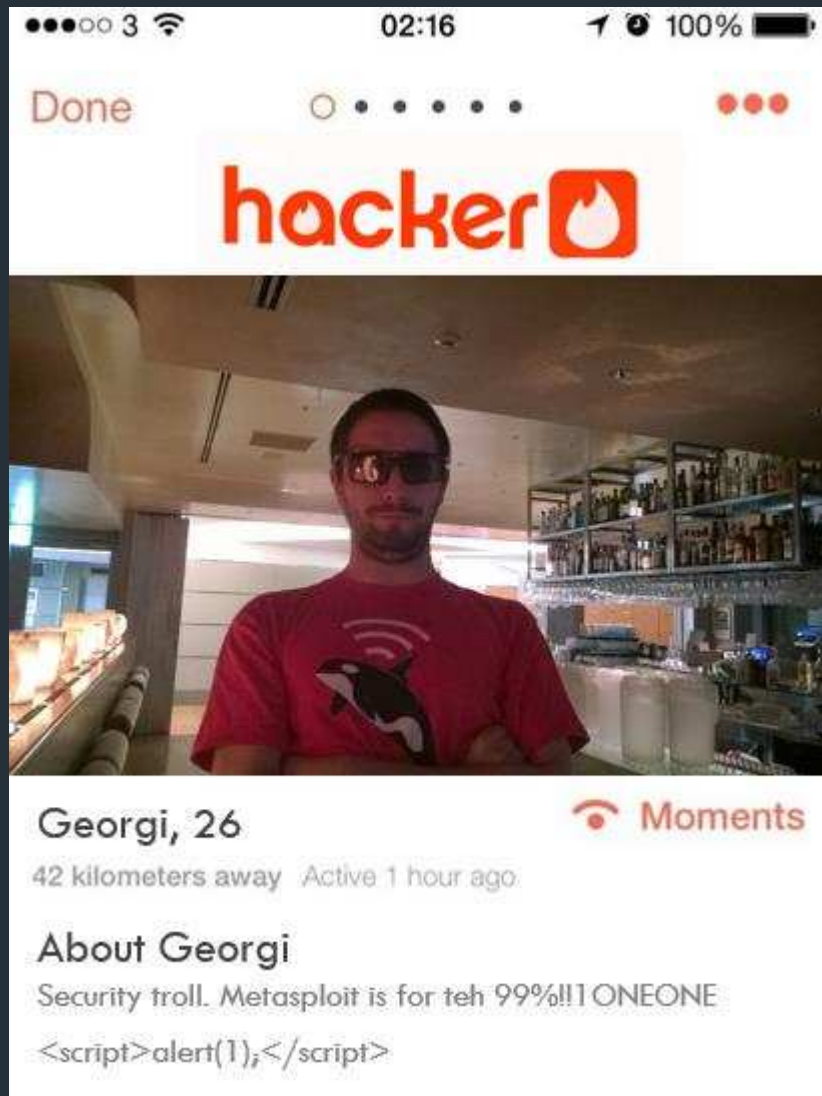 3 02:16 100%
Done
hacker
Georgi, 26 Moments
42 kilometers away Active 1 hour ago
About Georgi
Security troll. Metasploit is for teh 99%!!1ONEONE
<script>alert(1);</script>